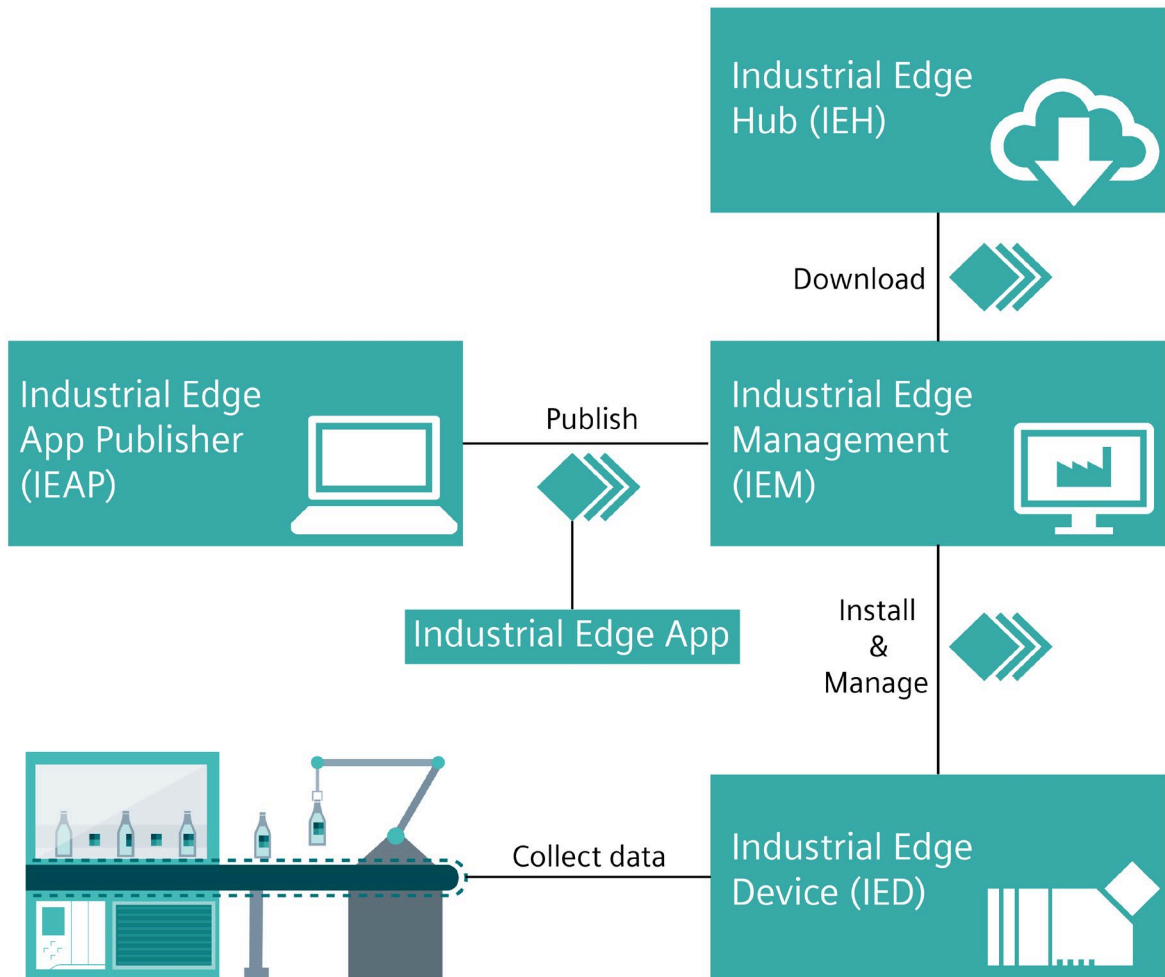 Industrial Edge
Hub (IEH)
Download
Industrial Edge
App Publisher
(IEAP)
Publish
Industrial Edge
Management
(IEM)
Industrial Edge App
Install
&
Manage
Collect data
Industrial Edge
Device (IED)